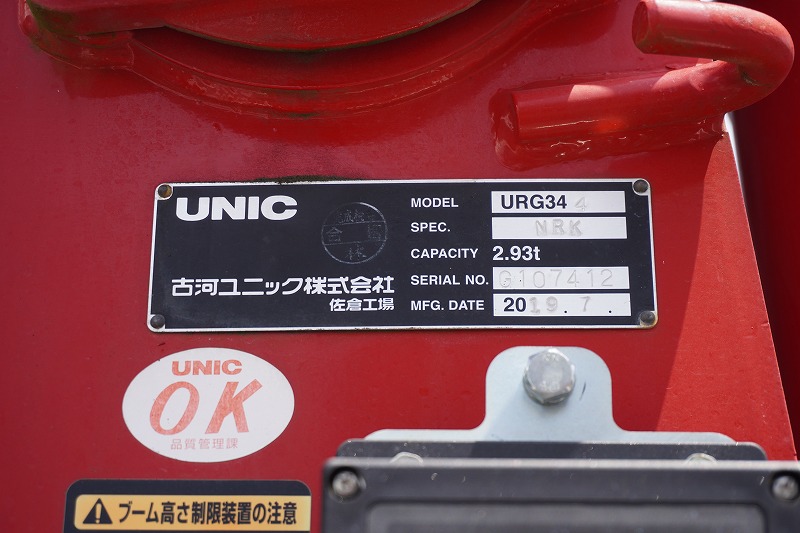 UNIC
MODEL URG34 4
SPEC. NRK
CAPACITY 2.93t
古河ユニック株式会社
佐倉工場
SERIAL NO. G107412
MFG. DATE 2019.7.
UNIC
OK
品質管理課
ブーム高さ制限装置の注意